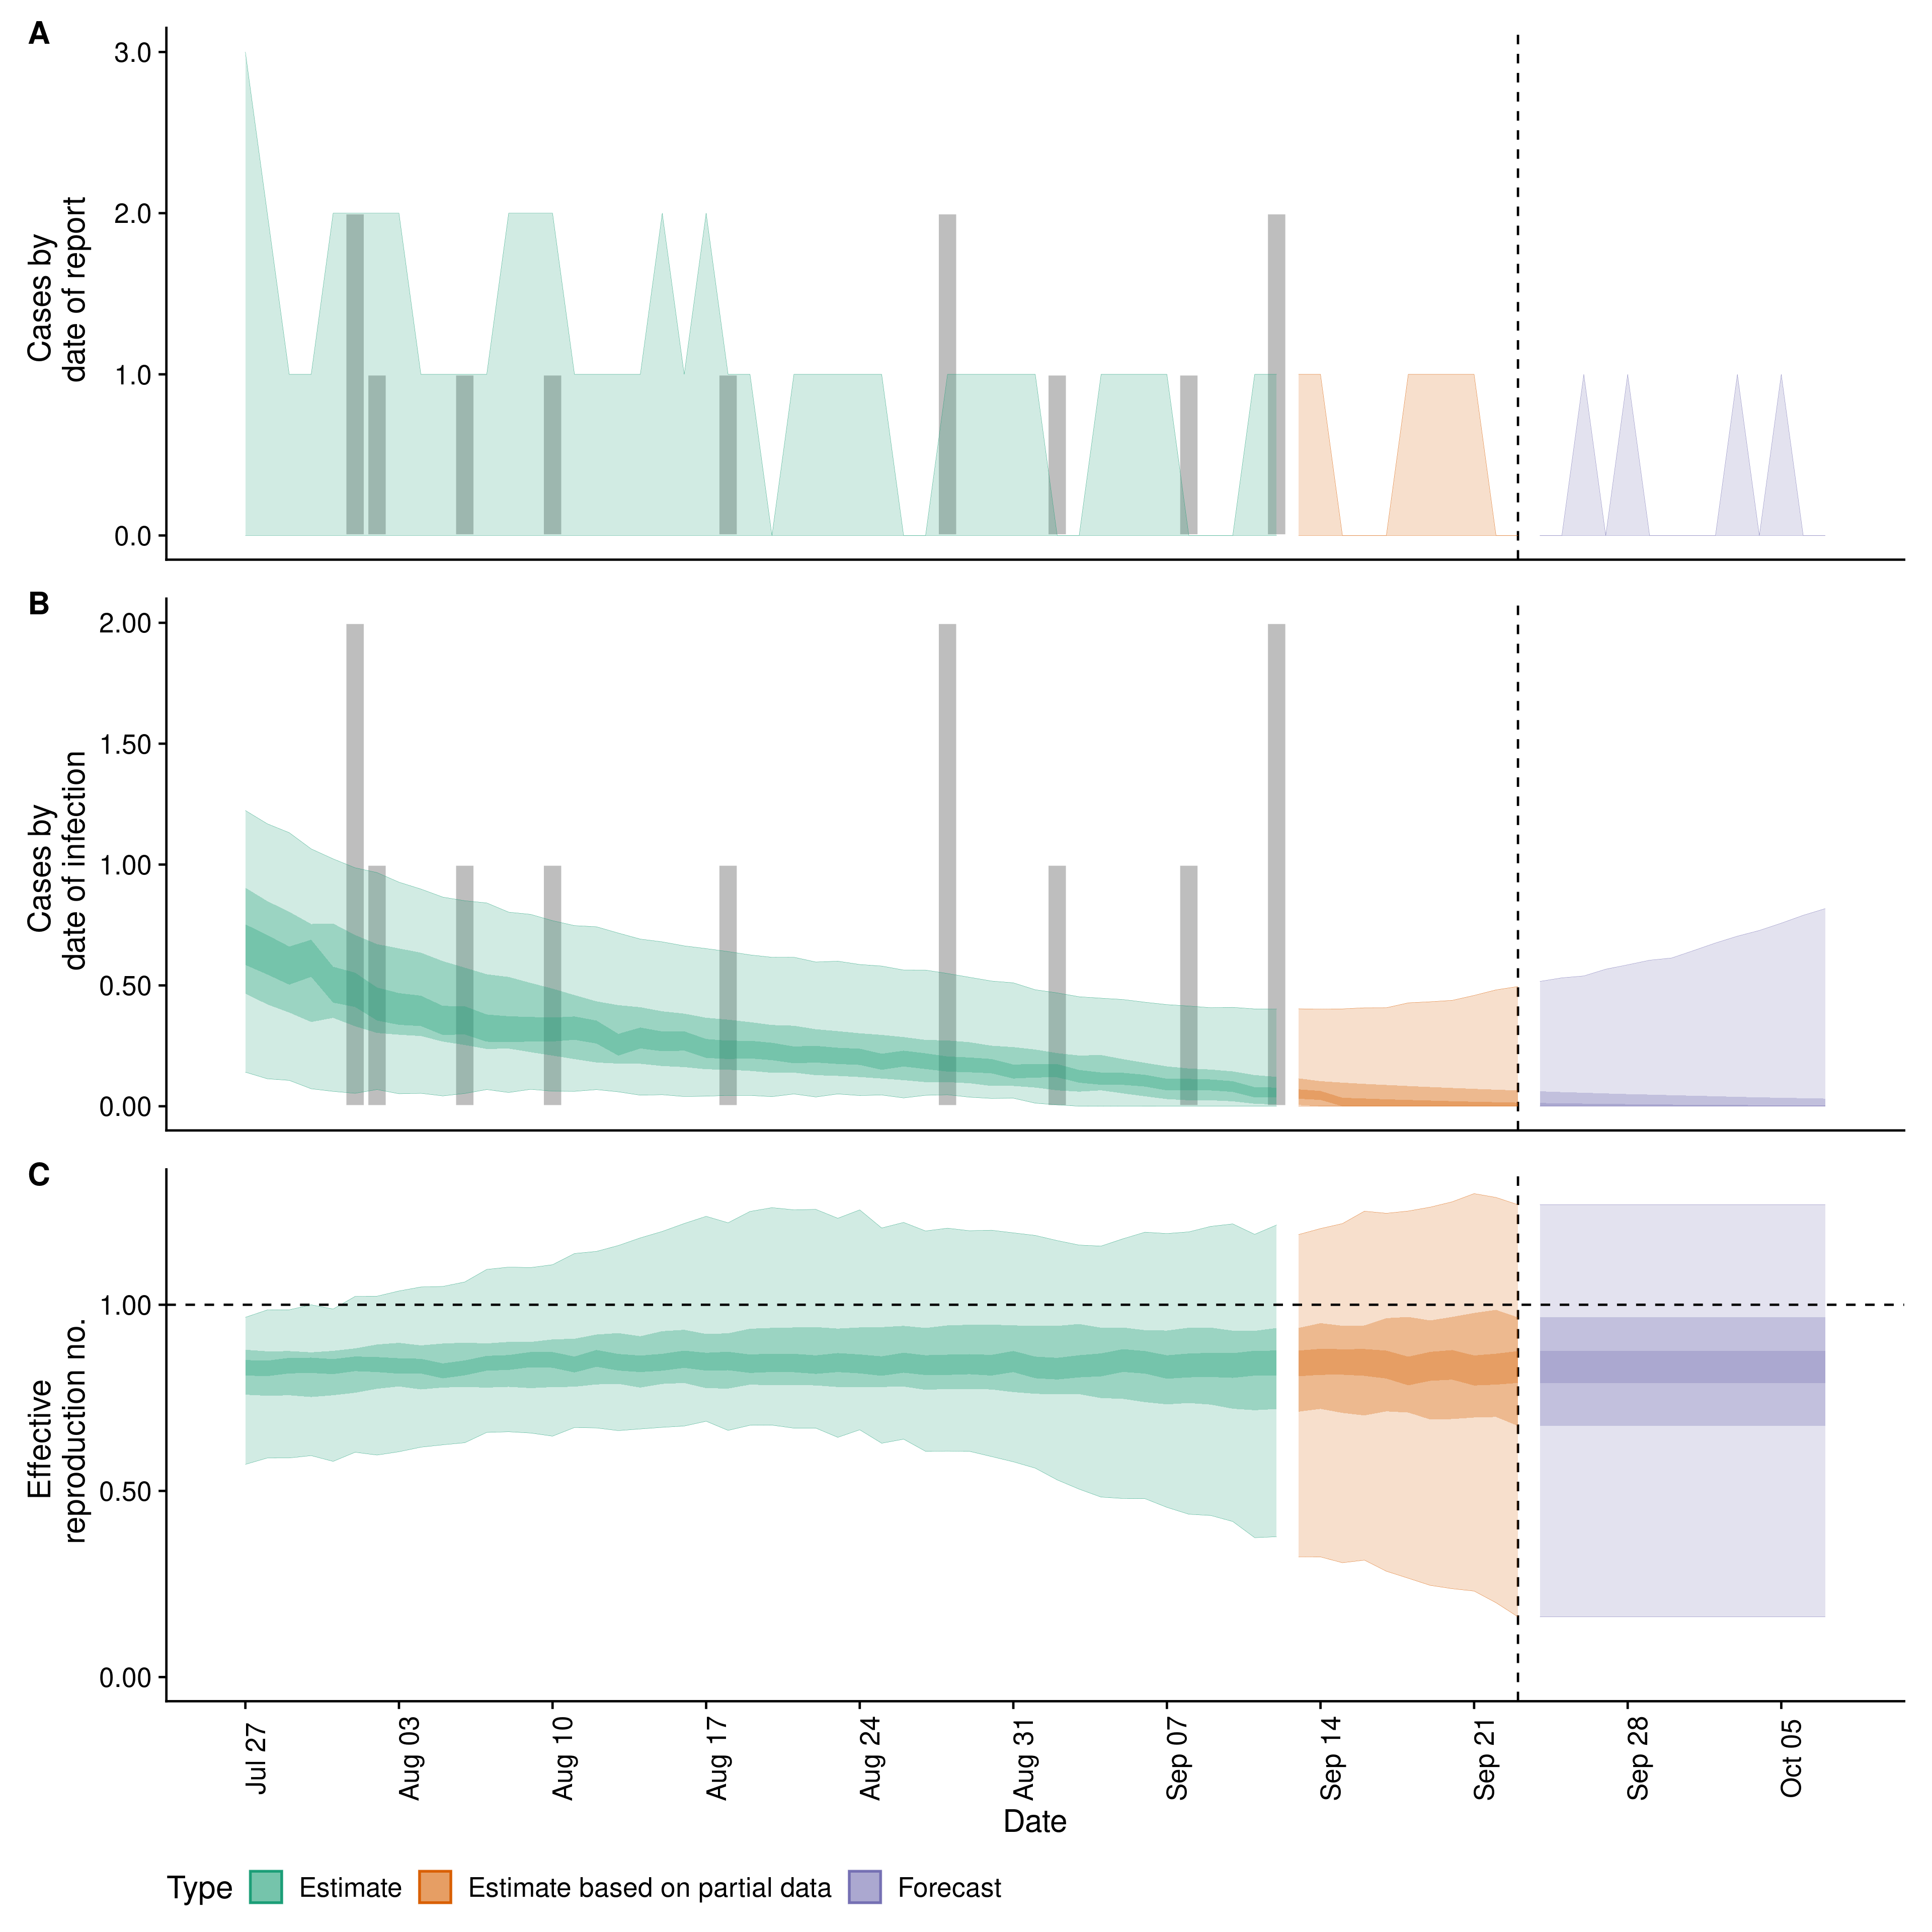 A
Cases by
date of report
3.0
2.0
1.0
0.0
B
Cases by
date of infection
2.00
1.50
1.00
0.50
0.00
C
Effective
reproduction no.
1.00
0.50
0.00
Jul 27
Aug 03
Aug 10
Aug 17
Aug 24
Aug 31
Sep 07
Sep 14
Sep 21
Sep 28
Oct 05
Date
Type Estimate Estimate based on partial data Forecast